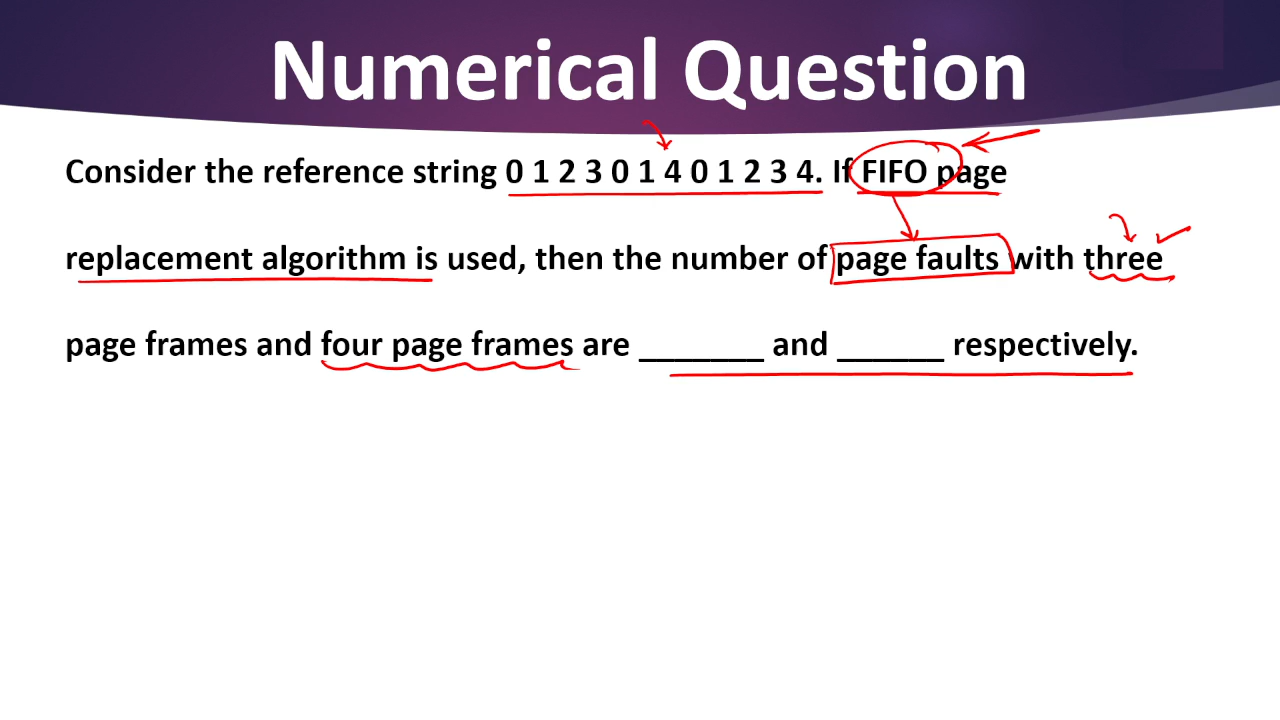 Numerical Question
Consider the reference string 0 1 2 3 0 1 4 0 1 2 3 4. If FIFO page
replacement algorithm is used, then the number of page faults with three
page frames and four page frames are _______ and ______ respectively.